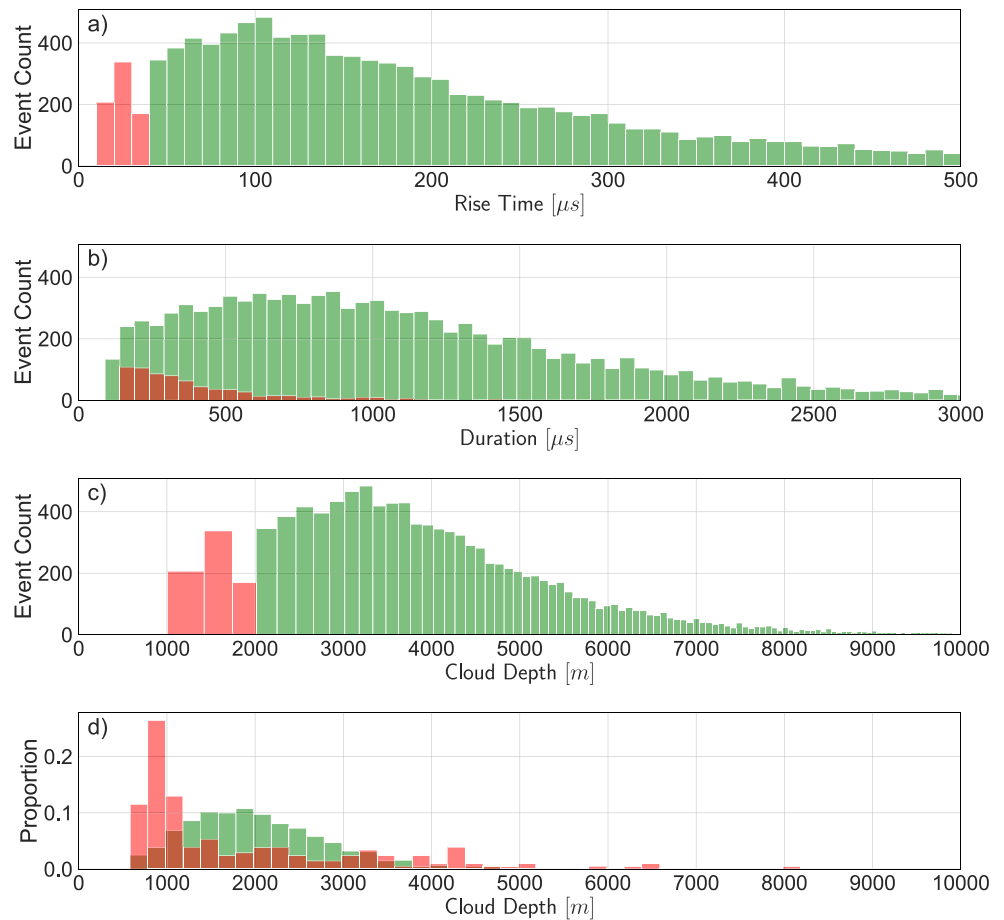 a)
Event Count
400
200
0
0 100 200 300 400 500
Rise Time [μs]
b)
Event Count
400
200
0
0 500 1000 1500 2000 2500 3000
Duration [μs]
c)
Event Count
400
200
0
0 1000 2000 3000 4000 5000 6000 7000 8000 9000 10000
Cloud Depth [m]
d)
Proportion
0.2
0.1
0.0
0 1000 2000 3000 4000 5000 6000 7000 8000 9000 10000
Cloud Depth [m]